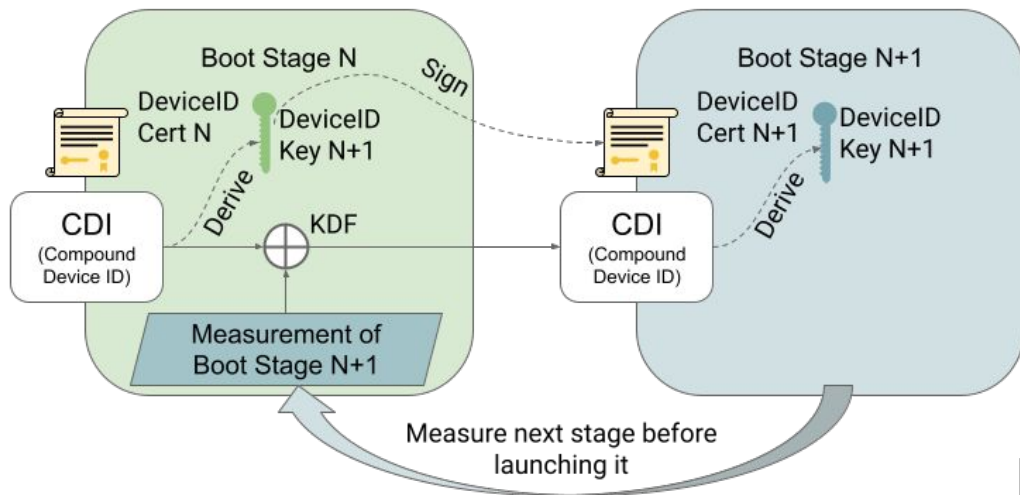 Boot Stage N
DeviceID
Cert N
DeviceID
Key N+1
Derive
Sign
CDI
(Compound
Device ID)
KDF
Measurement of
Boot Stage N+1
Boot Stage N+1
DeviceID
Cert N+1
DeviceID
Key N+1
Derive
CDI
(Compound
Device ID)
Measure next stage before
launching it